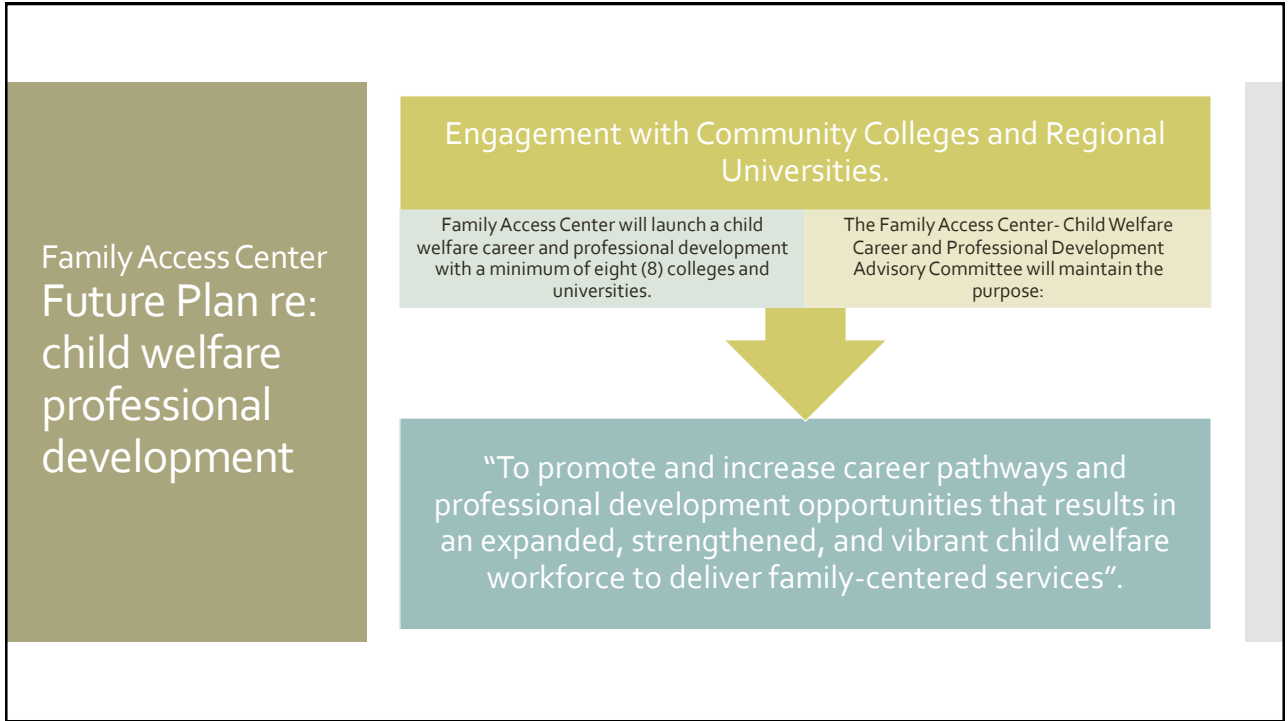 Family Access Center
Future Plan re:
child welfare
professional
development
Engagement with Community Colleges and Regional
Universities.
Family Access Center will launch a child
welfare career and professional development
with a minimum of eight (8) colleges and
universities.
The Family Access Center- Child Welfare
Career and Professional Development
Advisory Committee will maintain the
purpose:
“To promote and increase career pathways and
professional development opportunities that results in
an expanded, strengthened, and vibrant child welfare
workforce to deliver family-centered services”.